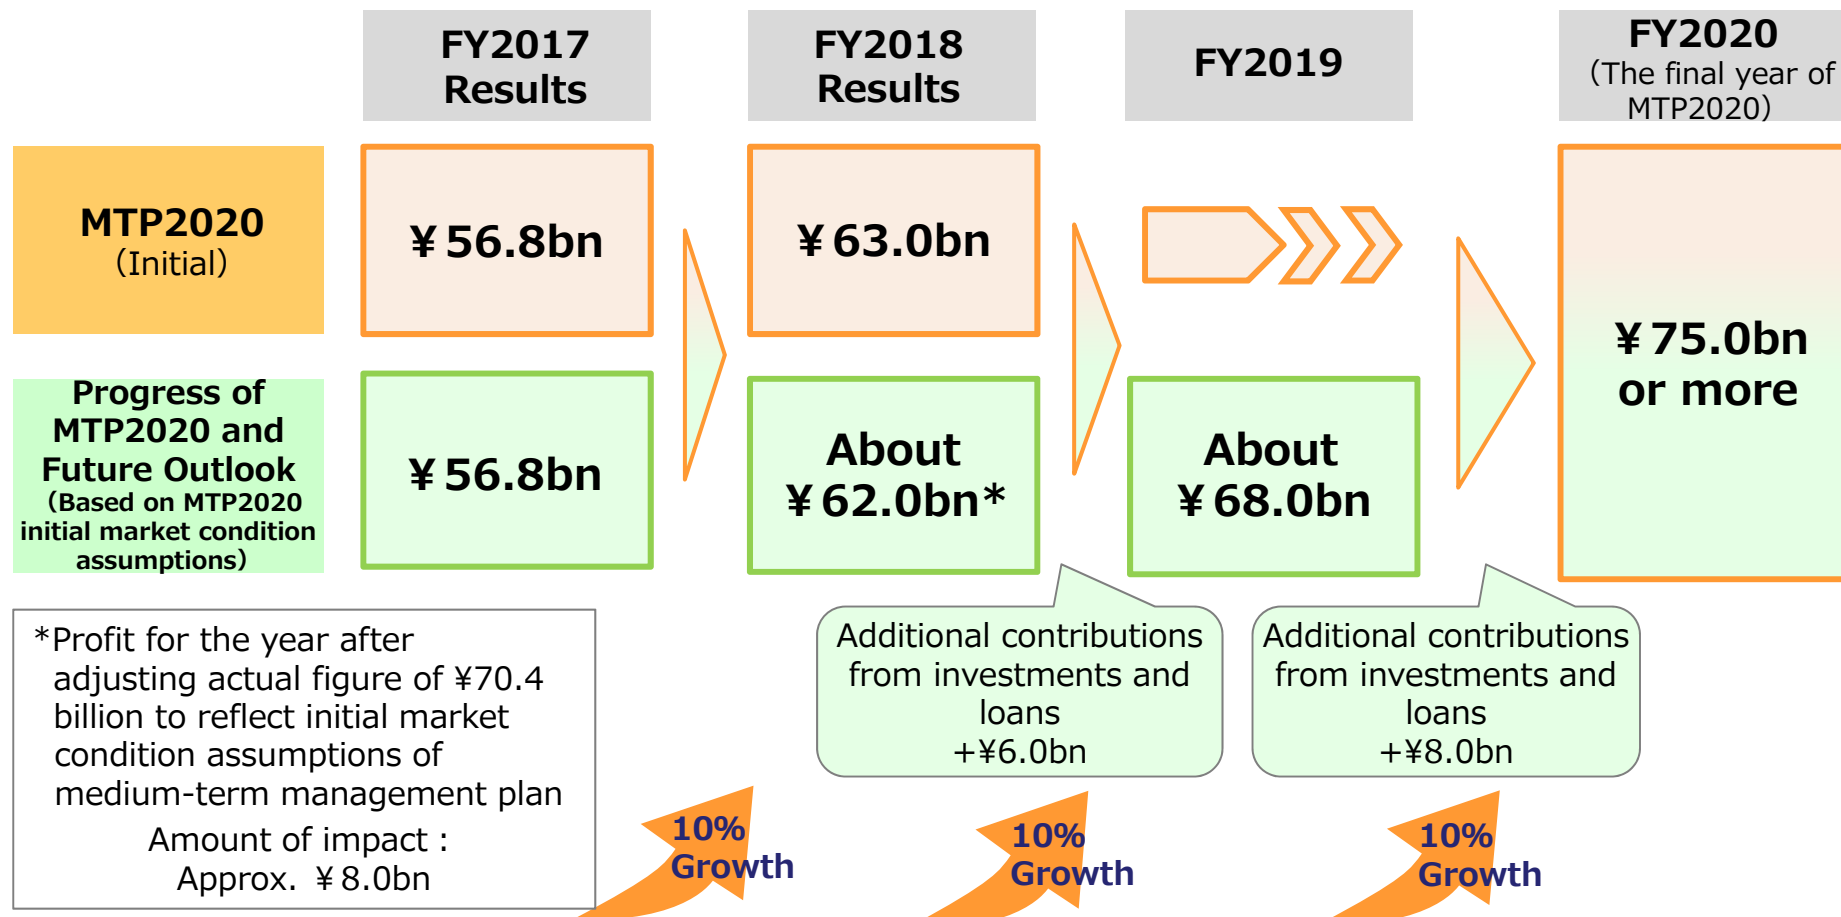 FY2017
Results
FY2018
Results
FY2019
FY2020
（The final year of
MTP2020）
MTP2020
（Initial）
¥56.8bn
¥63.0bn
¥75.0bn
or more
Progress of
MTP2020 and
Future Outlook
（Based on MTP2020
initial market condition
assumptions）
¥56.8bn
About
¥62.0bn*
About
¥68.0bn
*Profit for the year after
adjusting actual figure of ¥70.4
billion to reflect initial market
condition assumptions of
medium-term management plan
Amount of impact :
Approx. ¥8.0bn
Additional contributions
from investments and
loans
+¥6.0bn
Additional contributions
from investments and
loans
+¥8.0bn
10%
Growth
10%
Growth
10%
Growth